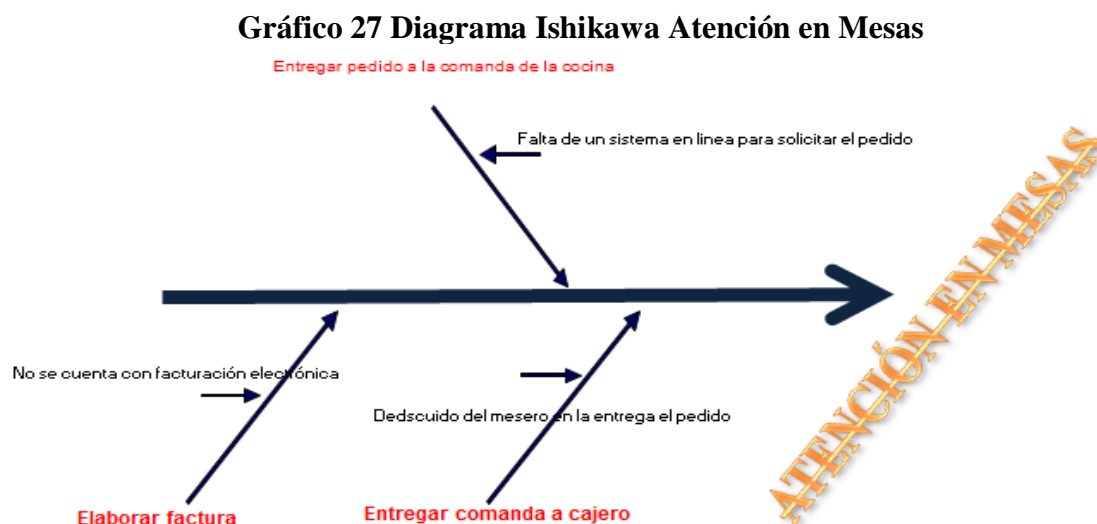 Gráfico 27 Diagrama Ishikawa Atención en Mesas
Entregar pedido a la comanda de la cocina
Falta de un sistema en linea para solicitar el pedido
ATENCIÓN EN MESAS
No se cuenta con facturación electrónica
Dedscuido del mesero en la entrega el pedido
Elaborar factura
Entregar comanda a cajero